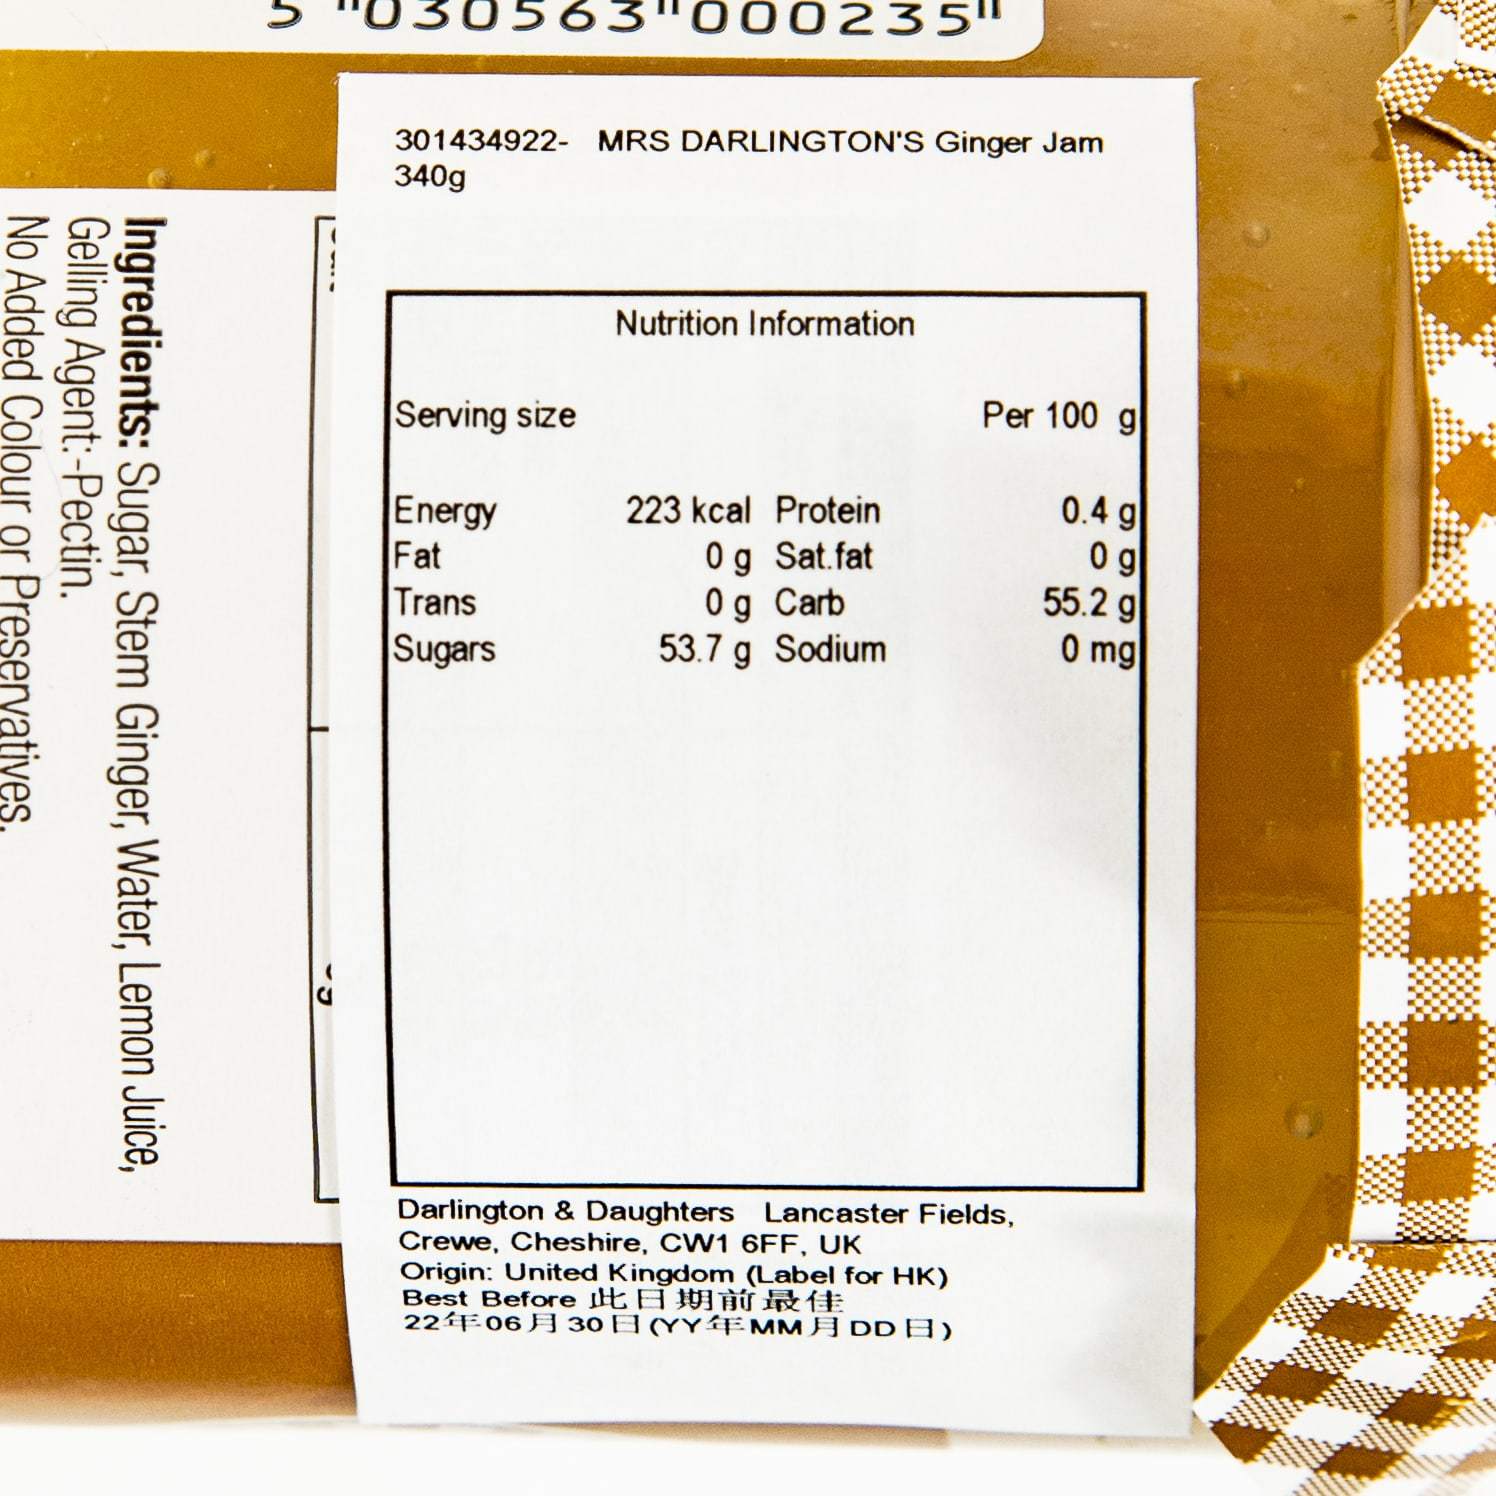 5 "030563"000235"
301434922- MRS DARLINGTON'S Ginger Jam
340g
Nutrition Information
Serving size Per 100 g
Energy 223 kcal Protein 0.4 g
Fat 0 g Sat.fat 0 g
Trans 0 g Carb 55.2 g
Sugars 53.7 g Sodium 0 mg
Darlington & Daughters Lancaster Fields,
Crewe, Cheshire, CW1 6FF, UK
Origin: United Kingdom (Label for HK)
Best Before 此日期前最佳
22年06月30日(YY年MM月DD日)
Ingredients: Sugar, Stem Ginger, Water, Lemon Juice,
Gelling Agent:-Pectin.
No Added Colour or Preservatives.